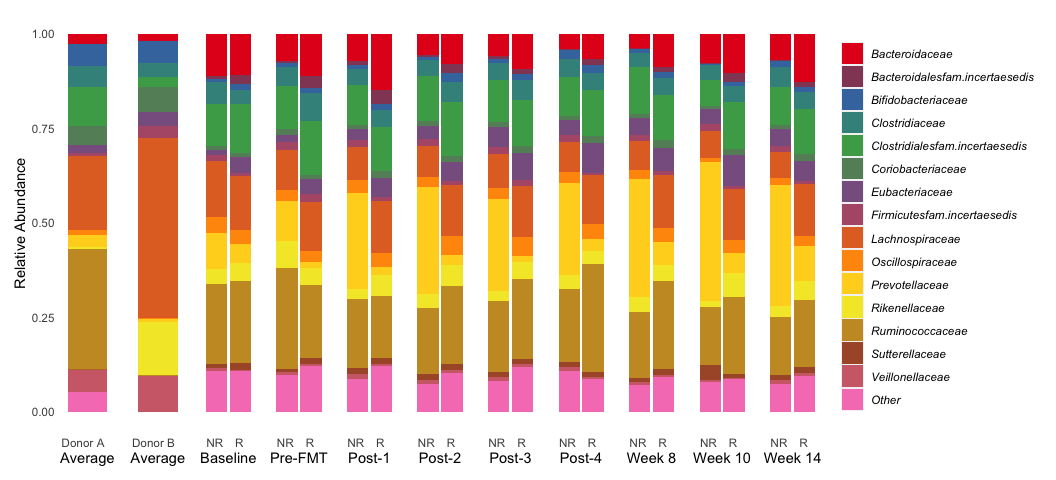 1.00
0.75
0.50
0.25
0.00
Relative Abundance
Donor A Donor B NR R NR R NR R NR R NR R NR R NR R NR R NR R
Average Average Baseline Pre-FMT Post-1 Post-2 Post-3 Post-4 Week 8 Week 10 Week 14
Bacteroidaceae
Bacteroidalesfam.incertaesedis
Bifidobacteriaceae
Clostridiaceae
Clostridialesfam.incertaesedis
Coriobacteriaceae
Eubacteriaceae
Firmicutesfam.incertaesedis
Lachnospiraceae
Oscillospiraceae
Prevotellaceae
Rikenellaceae
Ruminococcaceae
Sutterellaceae
Veillonellaceae
Other